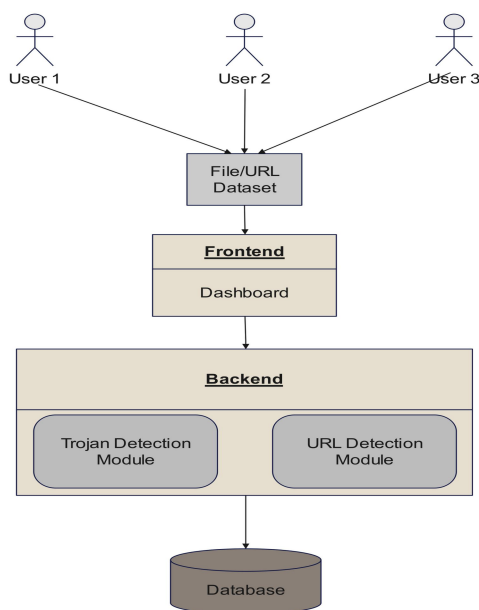 User 1
User 2
User 3
File/URL
Dataset
Frontend
Dashboard
Backend
Trojan Detection
Module
URL Detection
Module
Database